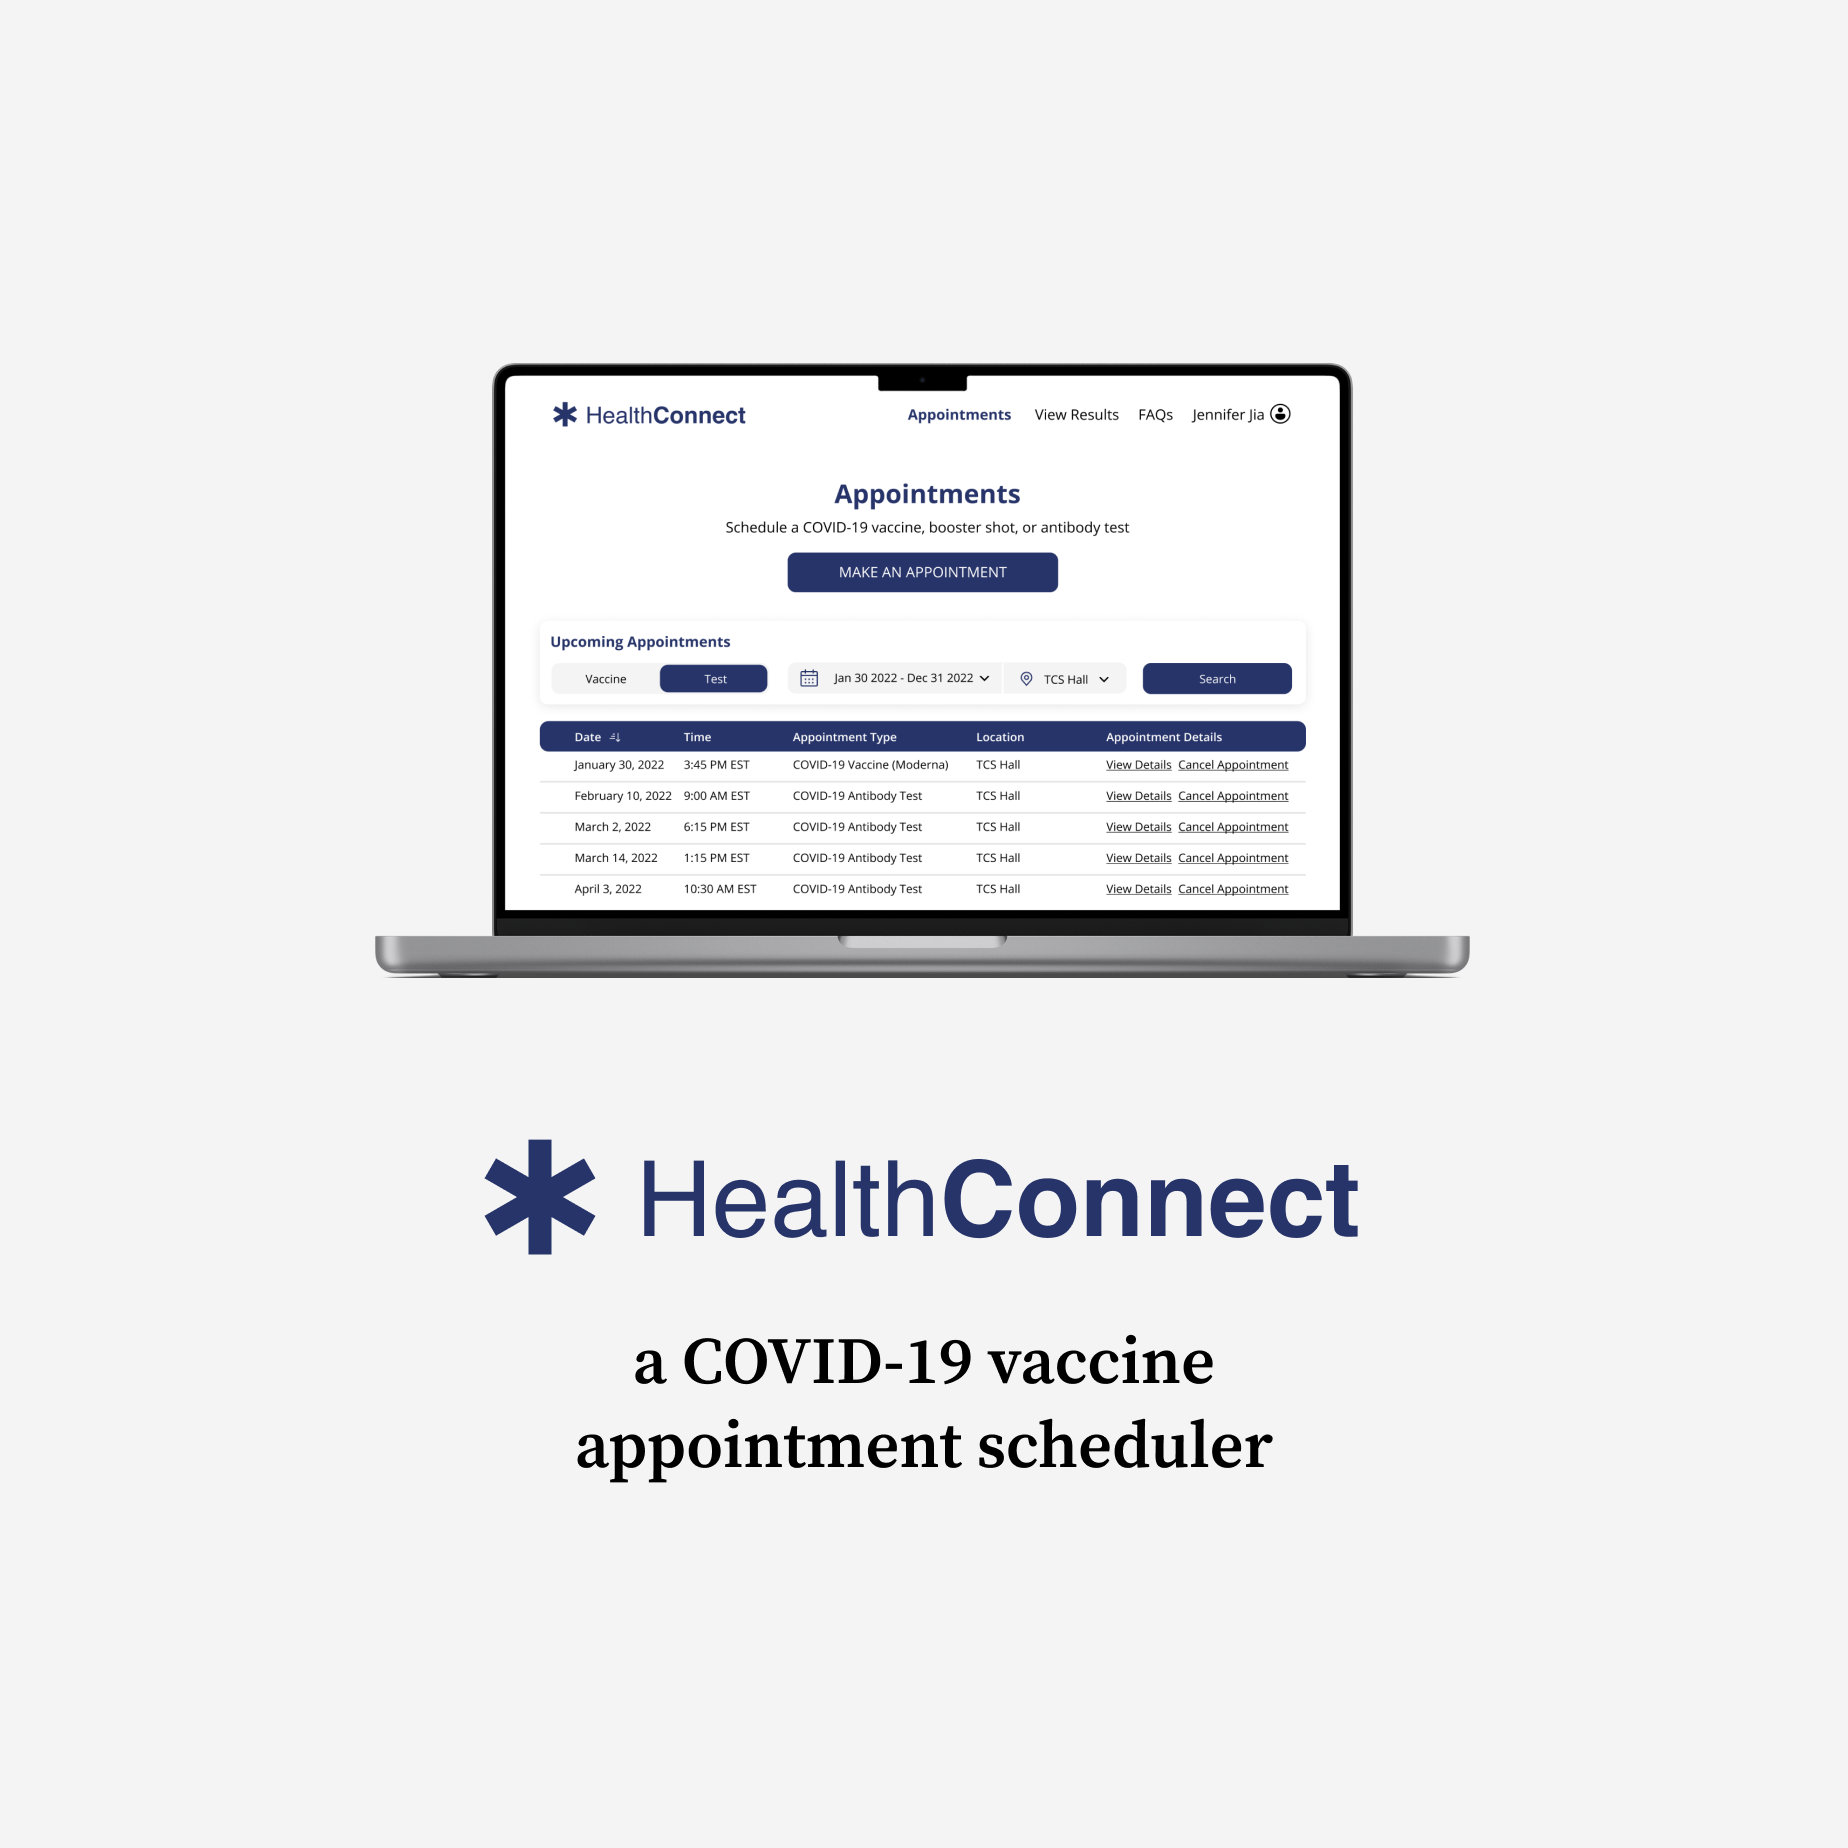 HealthConnect
Appointments View Results FAQs Jennifer Jia
Appointments
Schedule a COVID-19 vaccine, booster shot, or antibody test
MAKE AN APPOINTMENT
Upcoming Appointments
Vaccine Test Jan 30 2022 - Dec 31 2022 TCS Hall Search
Date Time Appointment Type Location Appointment Details
January 30, 2022 3:45 PM EST COVID-19 Vaccine (Moderna) TCS Hall View Details Cancel Appointment
February 10, 2022 9:00 AM EST COVID-19 Antibody Test TCS Hall View Details Cancel Appointment
March 2, 2022 6:15 PM EST COVID-19 Antibody Test TCS Hall View Details Cancel Appointment
March 14, 2022 1:15 PM EST COVID-19 Antibody Test TCS Hall View Details Cancel Appointment
April 3, 2022 10:30 AM EST COVID-19 Antibody Test TCS Hall View Details Cancel Appointment
HealthConnect
a COVID-19 vaccine
appointment scheduler